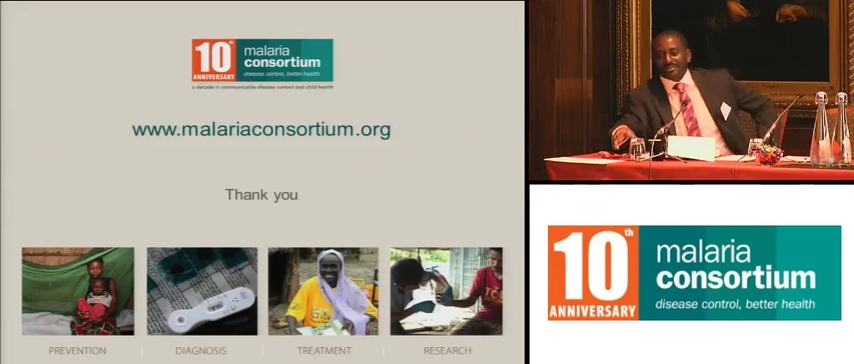 10th
ANNIVERSARY
malaria
consortium
disease control, better health
a decade in communicable disease control and child health
www.malariaconsortium.org
Thank you
PREVENTION
DIAGNOSIS
TREATMENT
RESEARCH
10th
ANNIVERSARY
malaria
consortium
disease control, better health